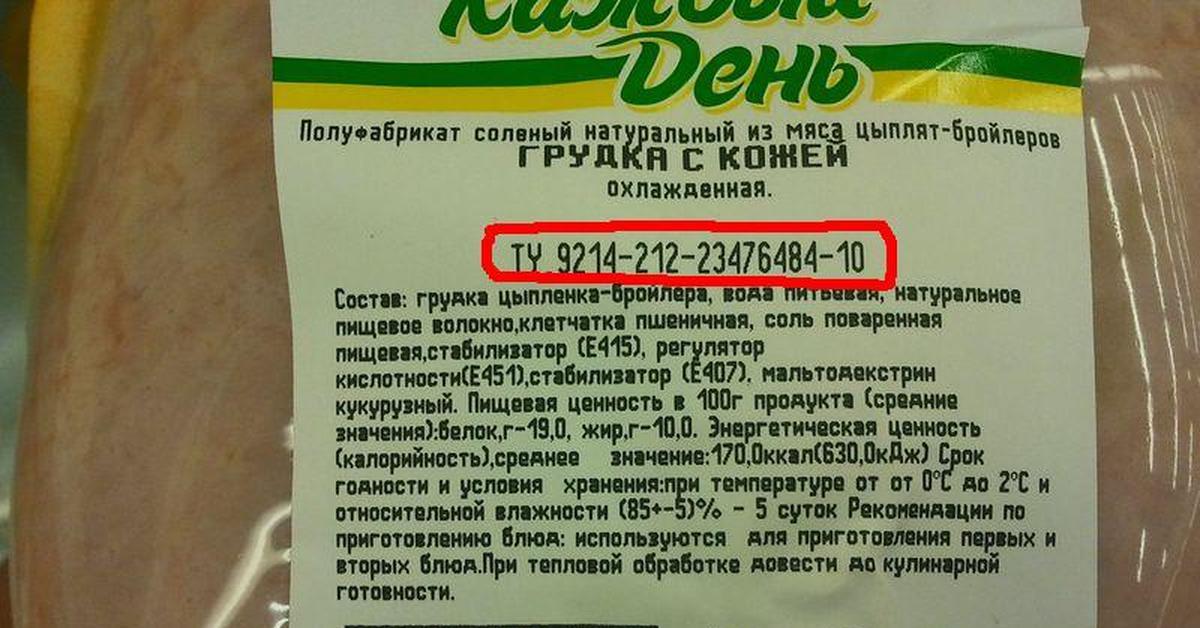 Каждый
День
Полуфабрикат соленый натуральный из мяса цыплят-бройлеров
ГРУДКА С КОЖЕЙ
охлажденная.
ТУ 9214-212-23476484-10
Состав: грудка цыпленка-бройлера, вода питьевая, натуральное
пищевое волокно,клетчатка пшеничная, соль поваренная
пищевая,стабилизатор (Е415), регулятор
кислотности(Е451),стабилизатор (Е407), мальтодекстрин
кукурузный. Пищевая ценность в 100г продукта (средние
значения):белок,г-19,0, жир,г-10,0. Энергетическая ценность
(калорийность),среднее значение:170,0ккал(630,0кДж) Срок
годности и условия хранения:при температуре от от 0°С до 2°С и
относительной влажности (85+-5)% - 5 суток Рекомендации по
приготовлению блюд: используются для приготовления первых и
вторых блюд.При тепловой обработке довести до кулинарной
готовности.